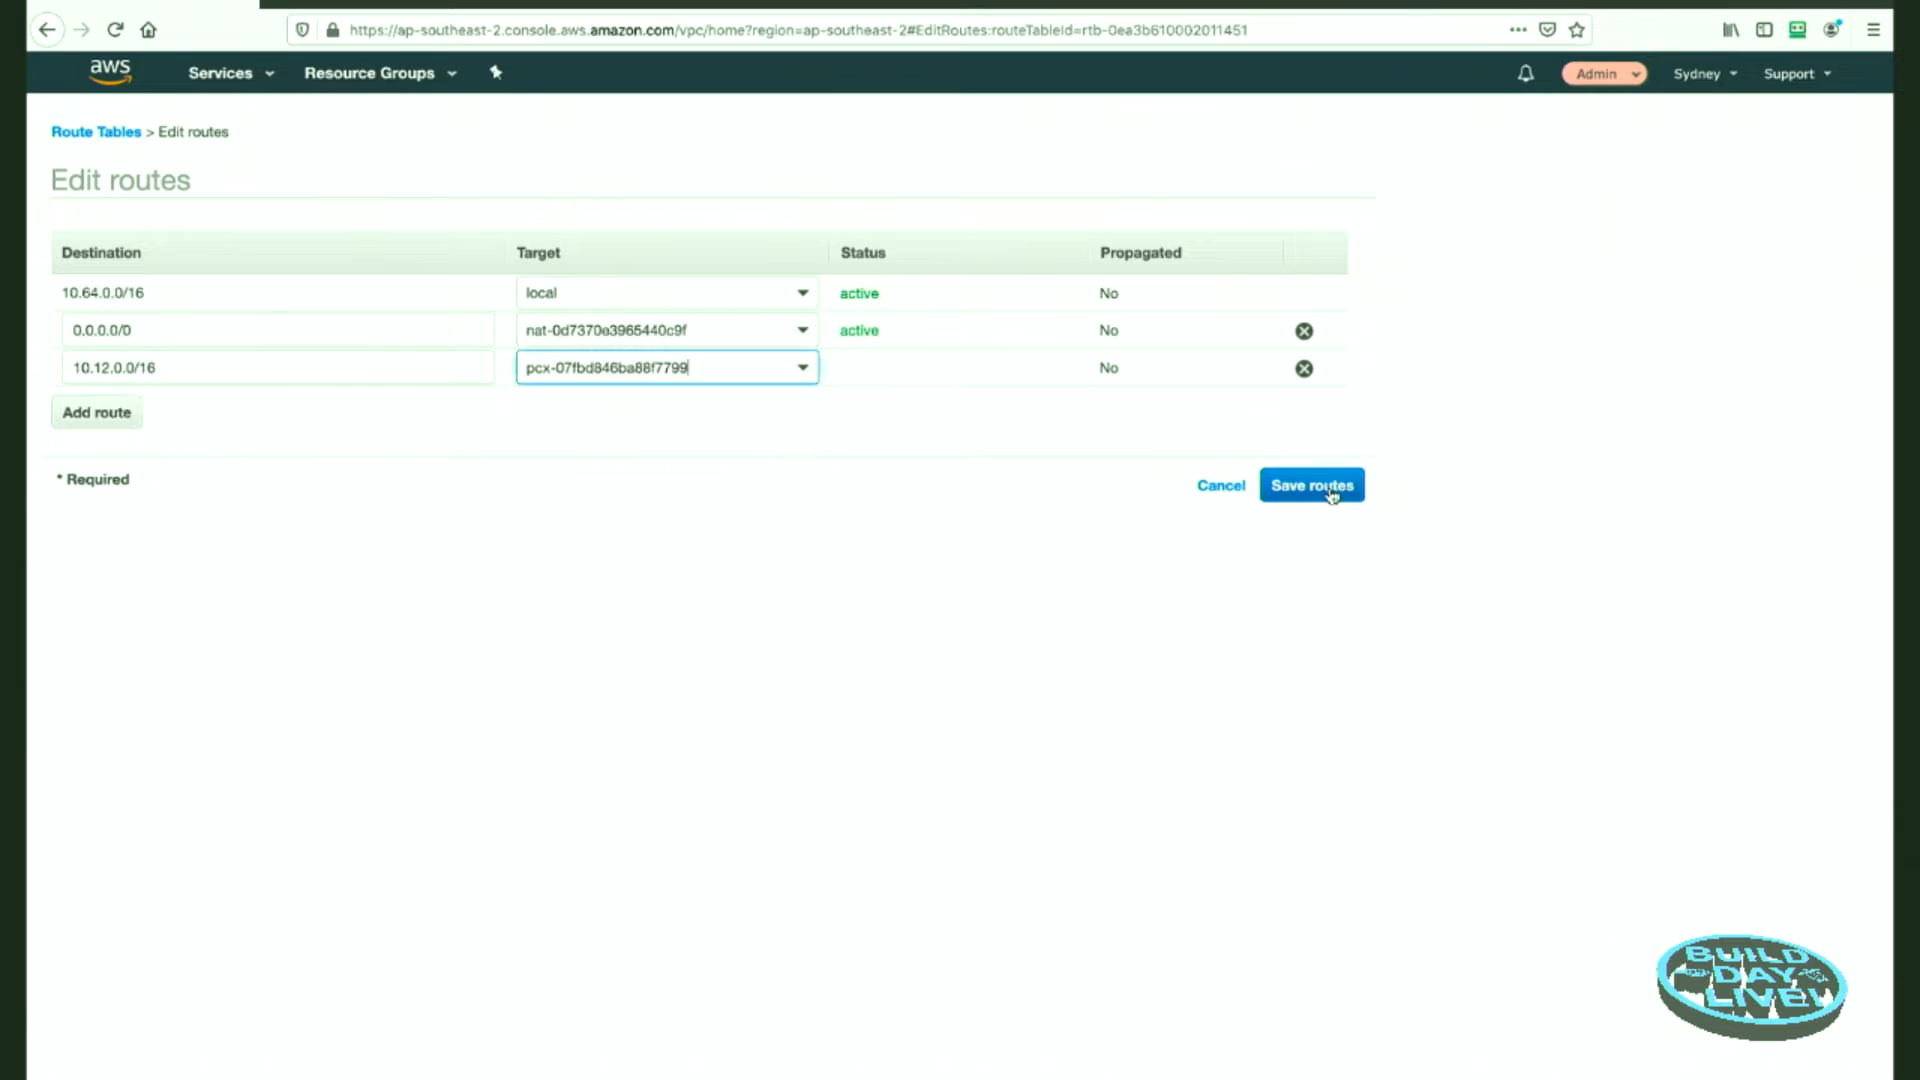 https://ap-southeast-2.console.aws.amazon.com/vpc/home?region=ap-southeast-2#EditRoutes:routeTableId=rtb-0ea3b610002011451
aws Services Resource Groups Admin Sydney Support
Route Tables > Edit routes
Edit routes
Destination Target Status Propagated
10.64.0.0/16 local active No
0.0.0.0/0 nat-0d7370e3965440c9f active No
10.12.0.0/16 pcx-07fbd846ba88f7799 No
Add route
* Required
Cancel Save routes
BUILD
DAY
LIVE!